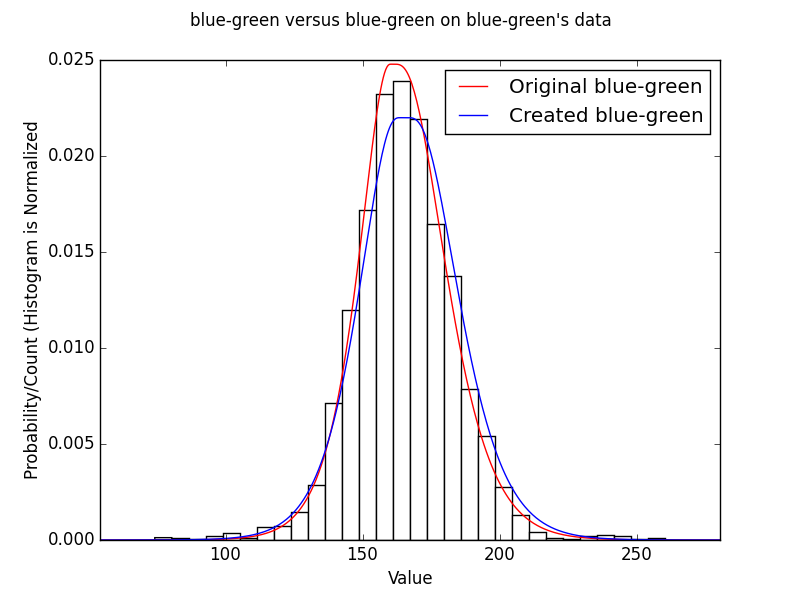 blue-green versus blue-green on blue-green's data
0.025
0.020
0.015
0.010
0.005
0.000
Probability/Count (Histogram is Normalized
Original blue-green
Created blue-green
100 150 200 250
Value